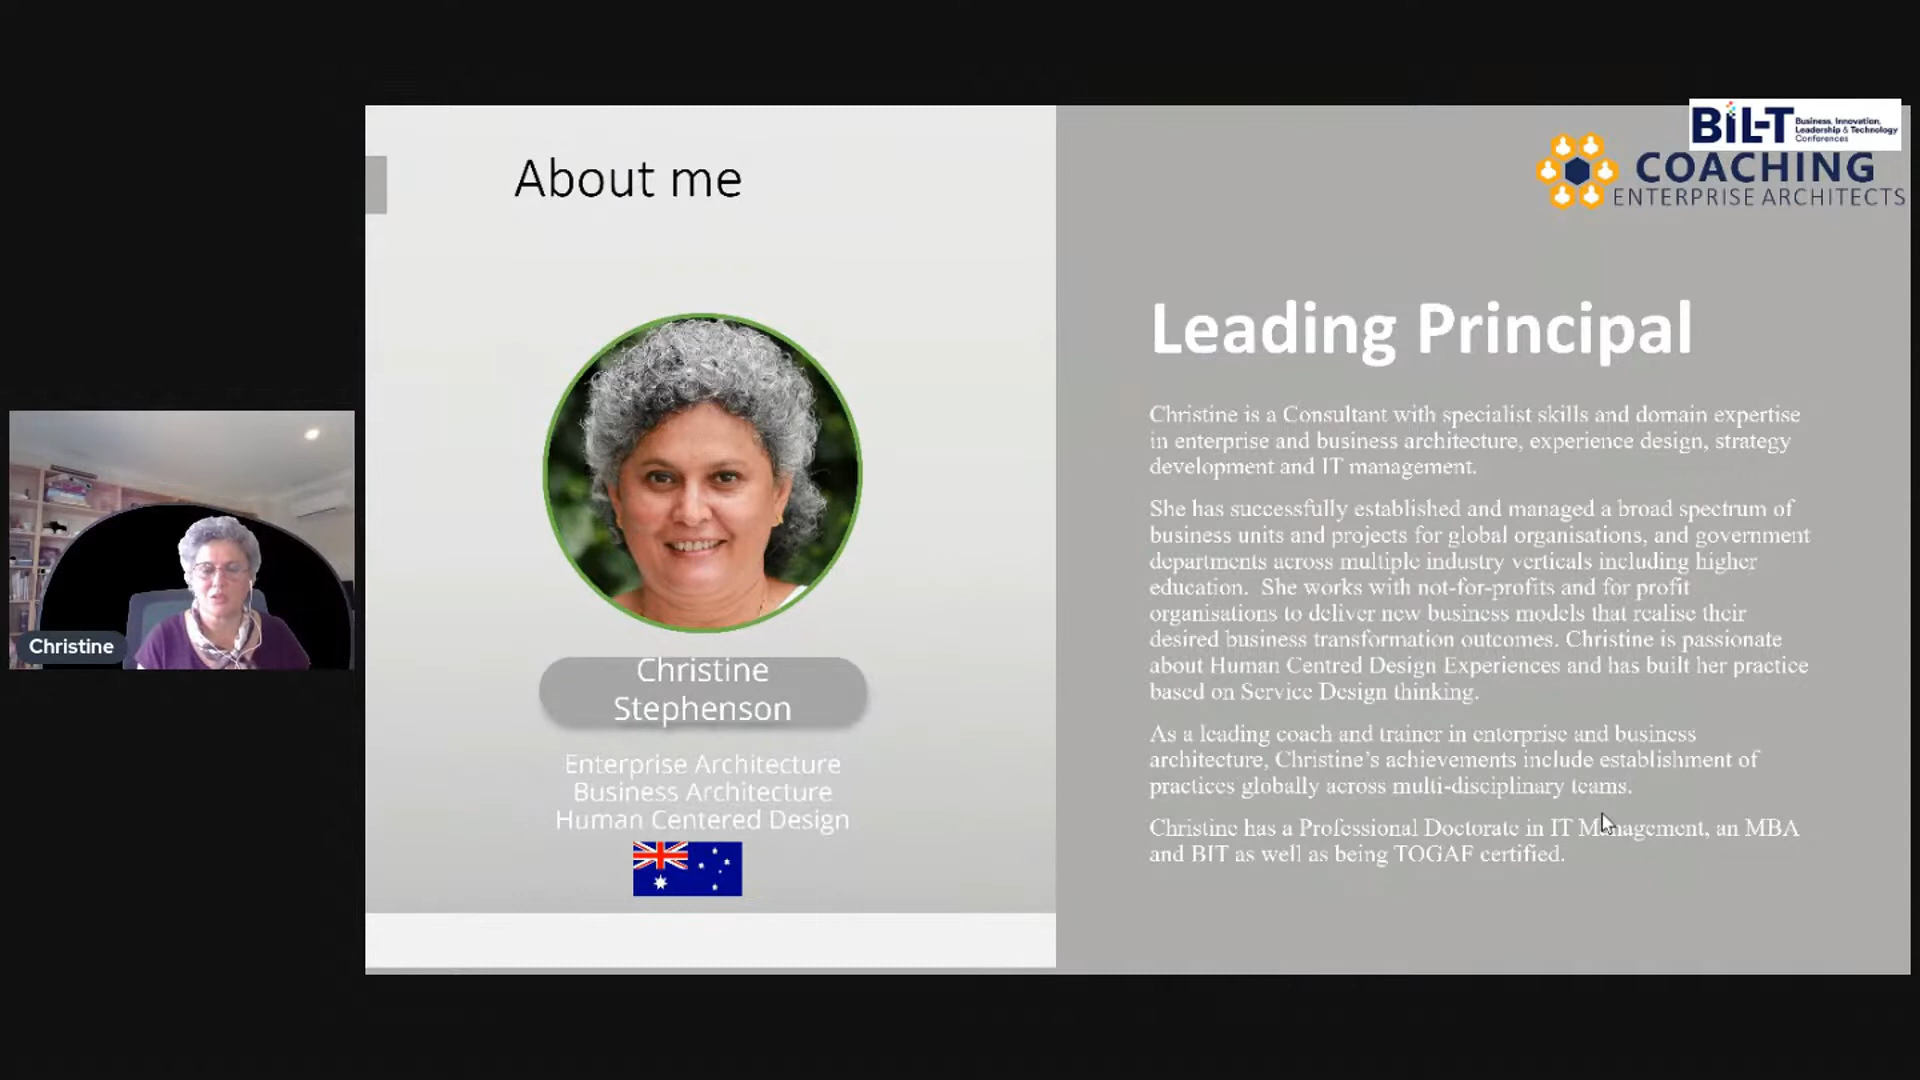 About me
Christine
Christine
Stephenson
Enterprise Architecture
Business Architecture
Human Centered Design
BiL-T Business, Innovation,
Leadership & Technology
Conferences
COACHING
ENTERPRISE ARCHITECTS
Leading Principal
Christine is a Consultant with specialist skills and domain expertise
in enterprise and business architecture, experience design, strategy
development and IT management.
She has successfully established and managed a broad spectrum of
business units and projects for global organisations, and government
departments across multiple industry verticals including higher
education.  She works with not-for-profits and for profit
organisations to deliver new business models that realise their
desired business transformation outcomes. Christine is passionate
about Human Centred Design Experiences and has built her practice
based on Service Design thinking.
As a leading coach and trainer in enterprise and business
architecture, Christine’s achievements include establishment of
practices globally across multi-disciplinary teams.
Christine has a Professional Doctorate in IT Management, an MBA
and BIT as well as being TOGAF certified.